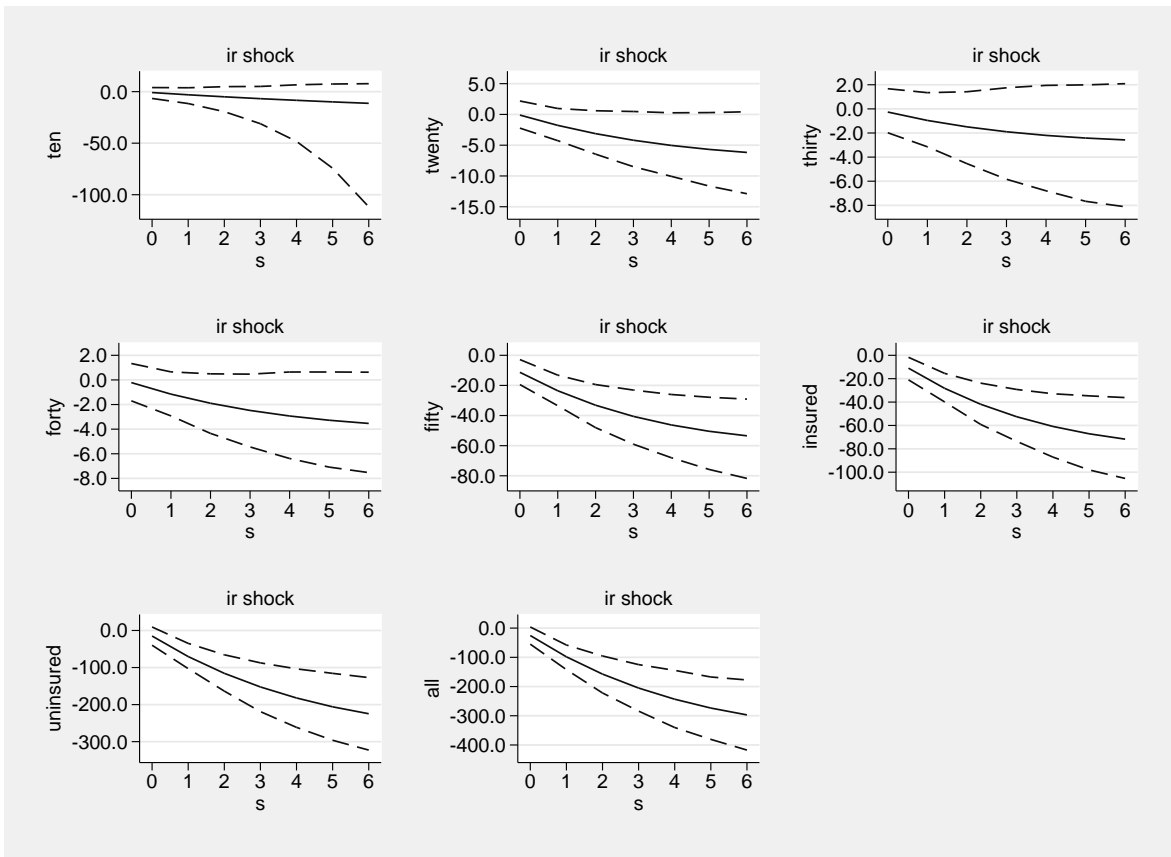 ir shock
ten
0.0
-50.0
-100.0
0 1 2 3 4 5 6
s
ir shock
twenty
5.0
0.0
-5.0
-10.0
-15.0
0 1 2 3 4 5 6
s
ir shock
thirty
2.0
0.0
-2.0
-4.0
-6.0
-8.0
0 1 2 3 4 5 6
s
ir shock
forty
2.0
0.0
-2.0
-4.0
-6.0
-8.0
0 1 2 3 4 5 6
s
ir shock
fifty
0.0
-20.0
-40.0
-60.0
-80.0
0 1 2 3 4 5 6
s
ir shock
insured
0.0
-20.0
-40.0
-60.0
-80.0
-100.0
0 1 2 3 4 5 6
s
ir shock
uninsured
0.0
-100.0
-200.0
-300.0
0 1 2 3 4 5 6
s
ir shock
all
0.0
-100.0
-200.0
-300.0
-400.0
0 1 2 3 4 5 6
s